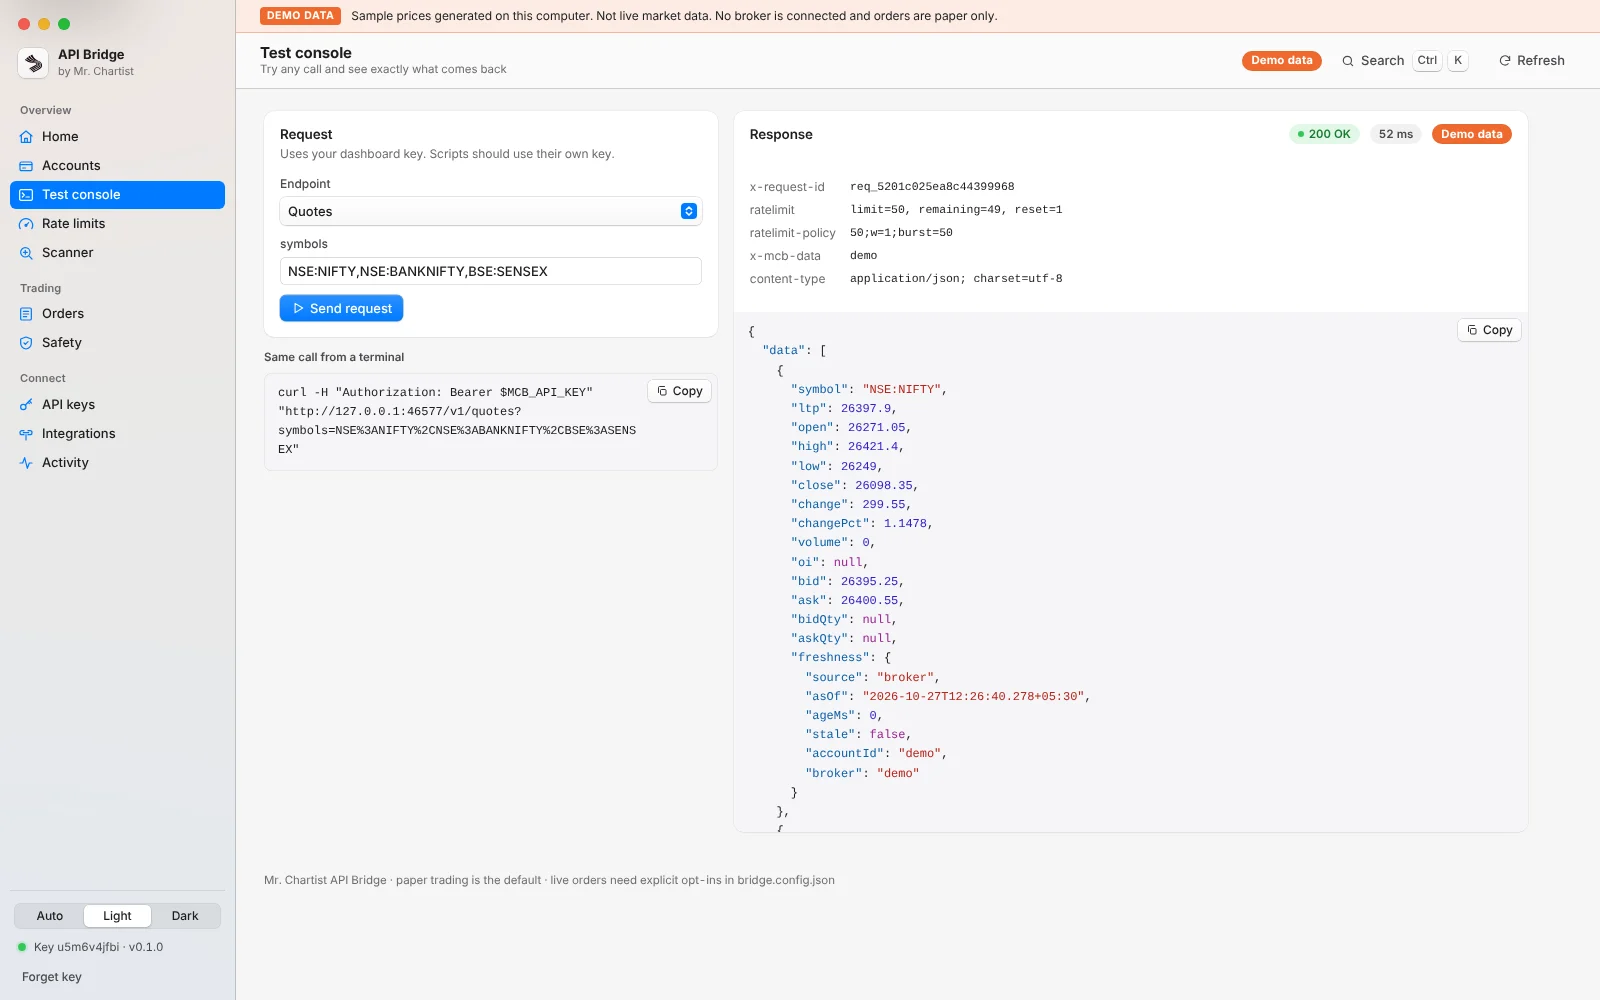 DEMO DATA Sample prices generated on this computer. Not live market data. No broker is connected and orders are paper only.
API Bridge
by Mr. Chartist
Overview
Home
Accounts
Test console
Rate limits
Scanner
Trading
Orders
Safety
Connect
API keys
Integrations
Activity
Auto Light Dark
Key u5m6v4jfbi · v0.1.0
Forget key
Test console
Try any call and see exactly what comes back
Demo data Search Ctrl K Refresh
Request
Uses your dashboard key. Scripts should use their own key.
Endpoint
Quotes
symbols
NSE:NIFTY,NSE:BANKNIFTY,BSE:SENSEX
Send request
Same call from a terminal
Copy
curl -H "Authorization: Bearer $MCB_API_KEY"
"http://127.0.0.1:46577/v1/quotes?
symbols=NSE%3ANIFTY%2CNSE%3ABANKNIFTY%2CBSE%3ASENS
EX"
Response 200 OK 52 ms Demo data
x-request-id req_5201c025ea8c44399968
ratelimit limit=50, remaining=49, reset=1
ratelimit-policy 50;w=1;burst=50
x-mcb-data demo
content-type application/json; charset=utf-8
Copy
{
"data": [
{
"symbol": "NSE:NIFTY",
"ltp": 26397.9,
"open": 26271.05,
"high": 26421.4,
"low": 26249,
"close": 26098.35,
"change": 299.55,
"changePct": 1.1478,
"volume": 0,
"oi": null,
"bid": 26395.25,
"ask": 26400.55,
"bidQty": null,
"askQty": null,
"freshness": {
"source": "broker",
"asOf": "2026-10-27T12:26:40.278+05:30",
"ageMs": 0,
"stale": false,
"accountId": "demo",
"broker": "demo"
}
},
{
Mr. Chartist API Bridge · paper trading is the default · live orders need explicit opt-ins in bridge.config.json